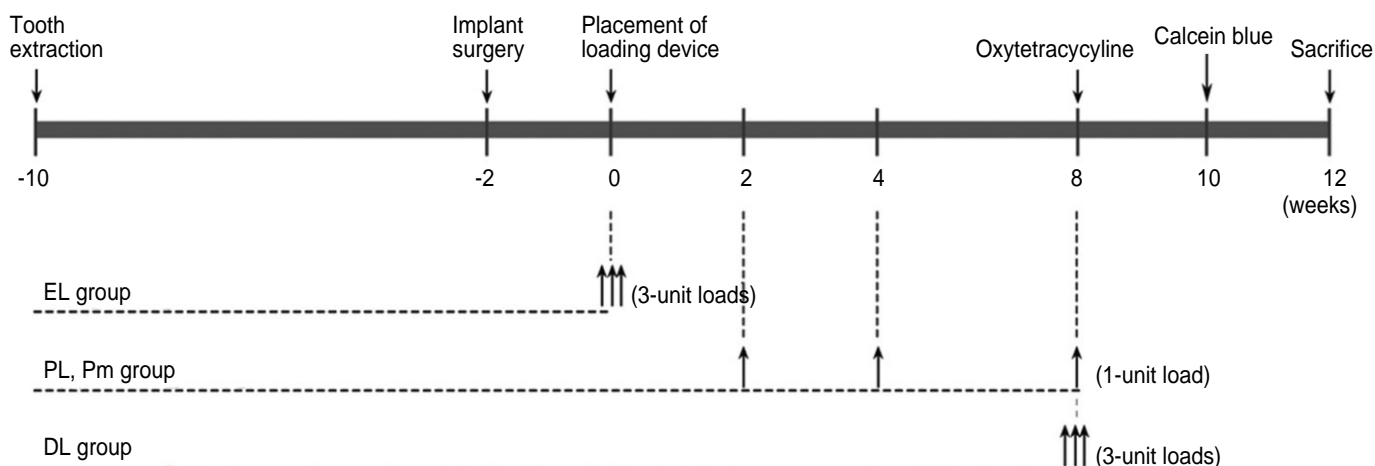 Tooth
extraction
Implant
surgery
Placement of
loading device
Oxytetracycyline
Calcein blue
Sacrifice
-10
-2
0
2
4
8
10
12
(weeks)
EL group
(3-unit loads)
PL, Pm group
(1-unit load)
DL group
(3-unit loads)